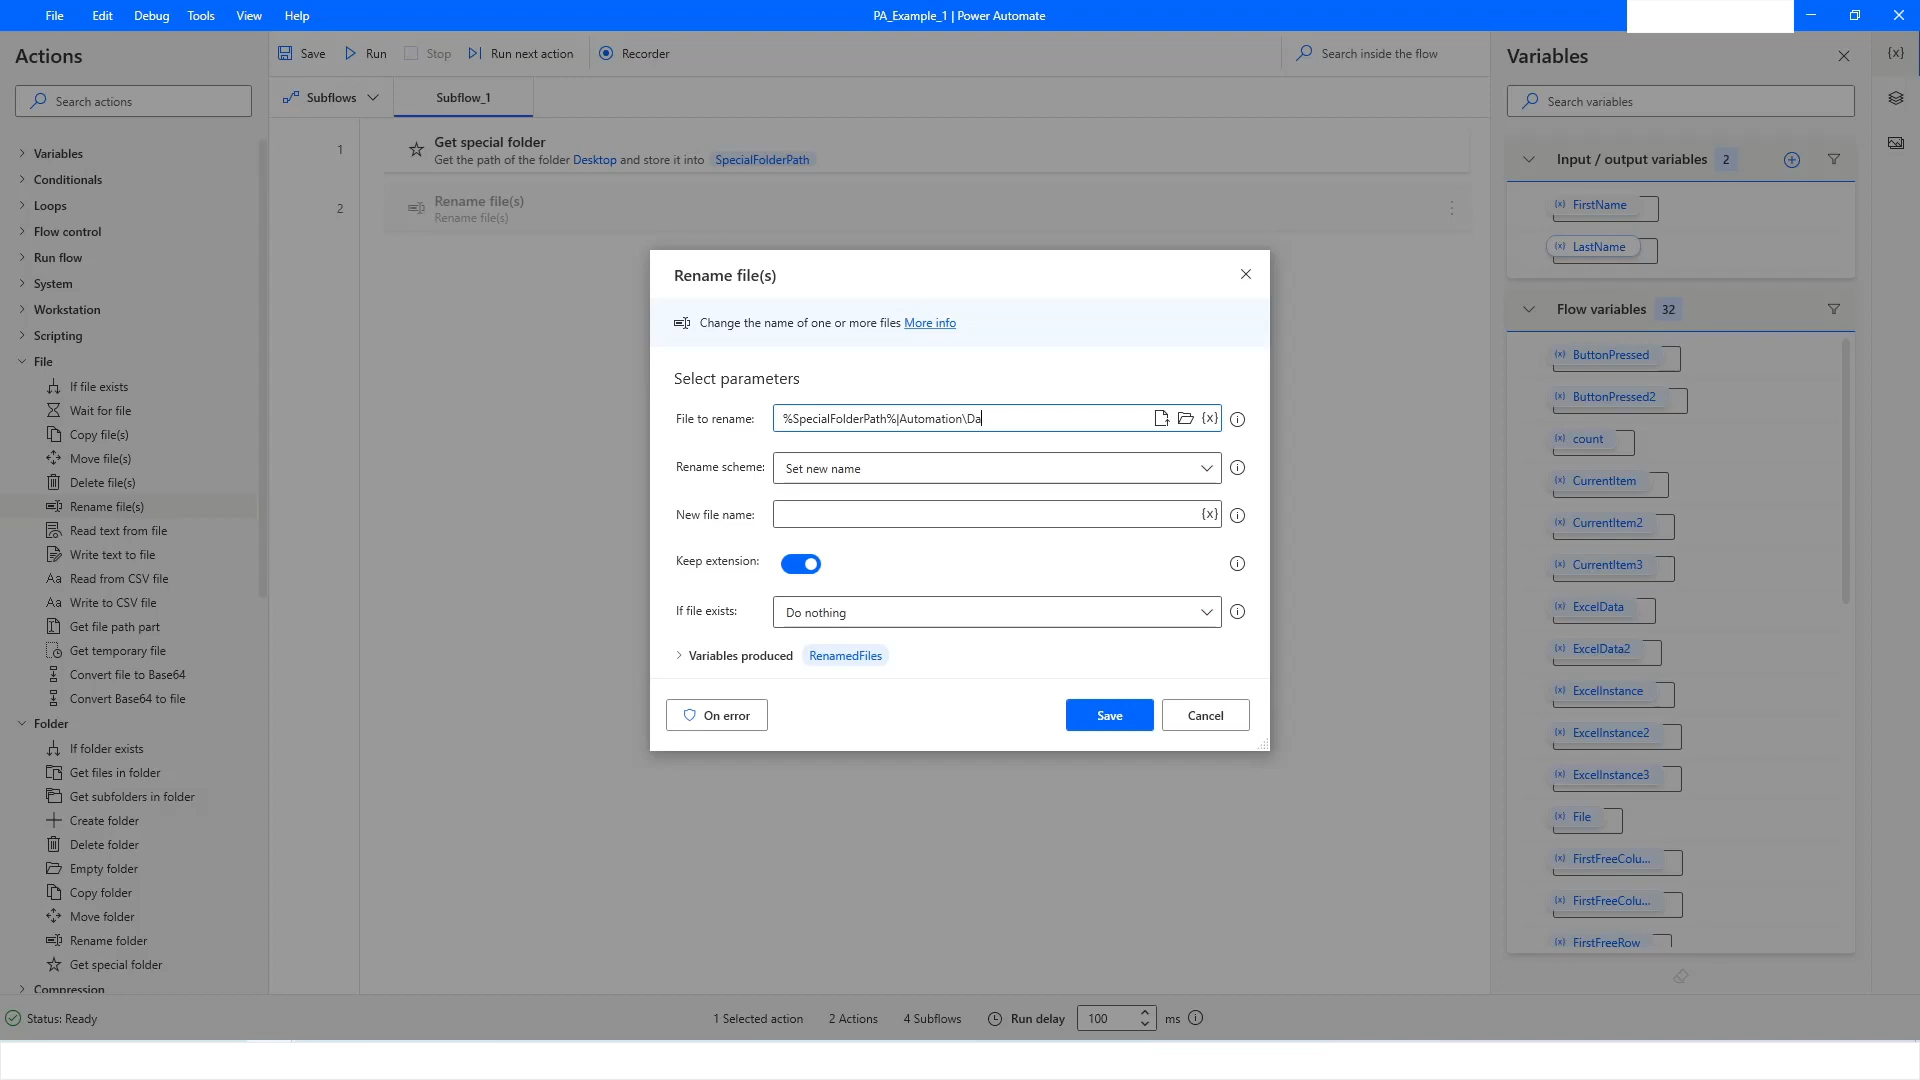 File Edit Debug Tools View Help PA_Example_1 | Power Automate
Actions
Search actions
Variables
Conditionals
Loops
Flow control
Run flow
System
Workstation
Scripting
File
If file exists
Wait for file
Copy file(s)
Move file(s)
Delete file(s)
Rename file(s)
Read text from file
Write text to file
Read from CSV file
Write to CSV file
Get file path part
Get temporary file
Convert file to Base64
Convert Base64 to file
Folder
If folder exists
Get files in folder
Get subfolders in folder
Create folder
Delete folder
Empty folder
Copy folder
Move folder
Rename folder
Get special folder
Compression
Save Run Stop Run next action Recorder Search inside the flow
Subflows Subflow_1
1 Get special folder
Get the path of the folder Desktop and store it into SpecialFolderPath
2 Rename file(s)
Rename file(s)
Rename file(s)
Change the name of one or more files More info
Select parameters
File to rename: %SpecialFolderPath%|Automation\Da {x}
Rename scheme: Set new name
New file name: {x}
Keep extension:
If file exists: Do nothing
Variables produced RenamedFiles
On error Save Cancel
Variables {x}
Search variables
Input / output variables 2
(x) FirstName
(x) LastName
Flow variables 32
(x) ButtonPressed
(x) ButtonPressed2
(x) count
(x) CurrentItem
(x) CurrentItem2
(x) CurrentItem3
(x) ExcelData
(x) ExcelData2
(x) ExcelInstance
(x) ExcelInstance2
(x) ExcelInstance3
(x) File
(x) FirstFreeColu...
(x) FirstFreeColu...
(x) FirstFreeRow
Status: Ready 1 Selected action 2 Actions 4 Subflows Run delay 100 ms